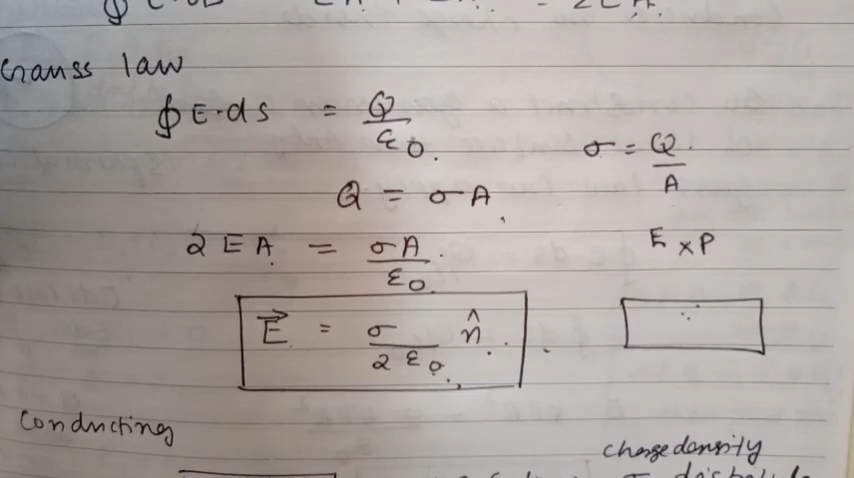 Gauss law
∮ E·ds = Q/ε0.
σ = Q/A
Q = σA
2EA = σA/ε0
E × P
E⃗ = σ/2ε0 n̂
Conducting
charge density